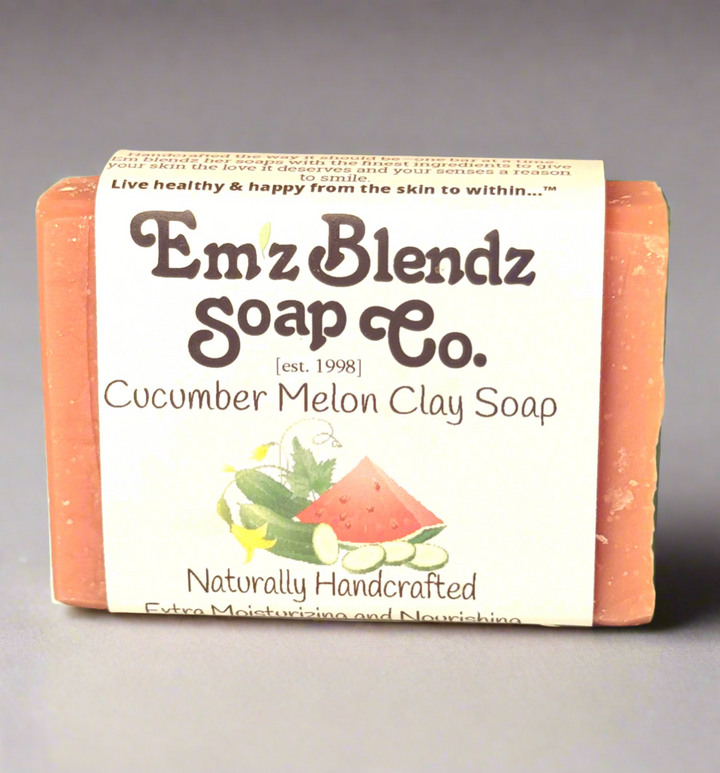 Handcrafted the way it should be—one bar at a time.
Em blendz her soaps with the finest ingredients to give
your skin the love it deserves and your senses a reason
to smile.
Live healthy & happy from the skin to within...™
Em'z Blendz
Soap Co.
[est. 1998]
Cucumber Melon Clay Soap
Naturally Handcrafted
Extra Moisturizing and Nourishing